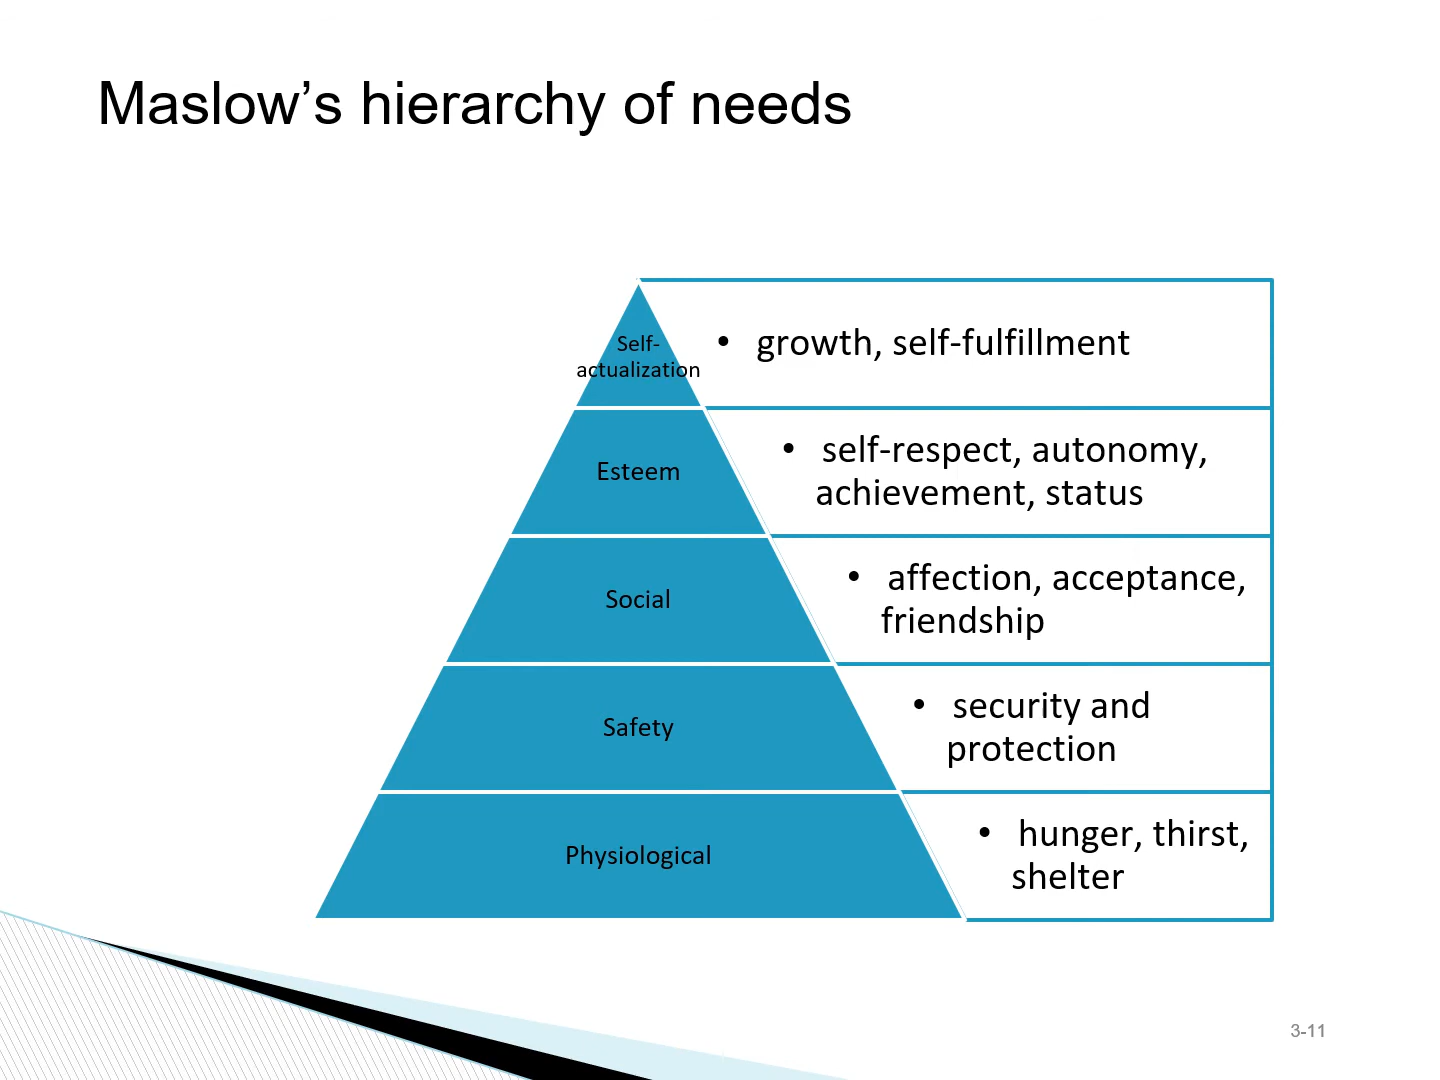 Maslow’s hierarchy of needs
Self-
actualization
• growth, self-fulfillment
Esteem
• self-respect, autonomy,
achievement, status
Social
• affection, acceptance,
friendship
Safety
• security and
protection
Physiological
• hunger, thirst,
shelter
3-11